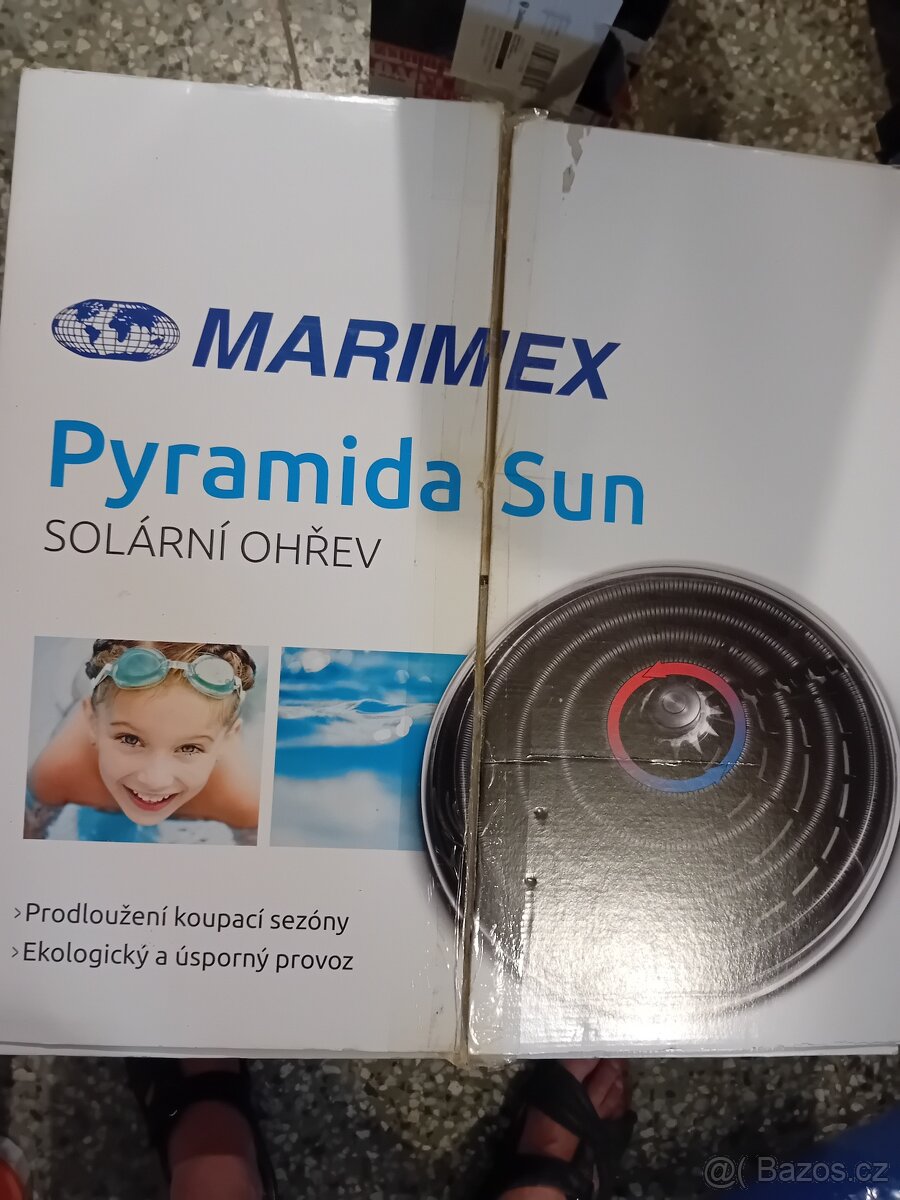 MARIMEX
Pyramida Sun
SOLÁRNÍ OHŘEV
›Prodloužení koupací sezóny
›Ekologický a úsporný provoz
@( Bazos.cz